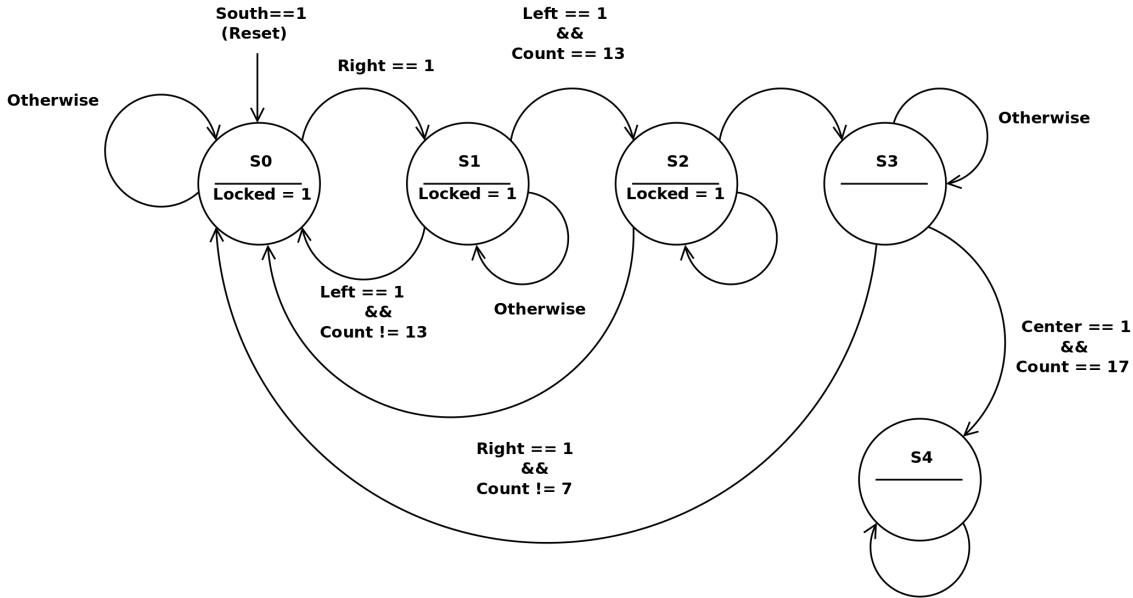 South==1
(Reset)
Left == 1
&&
Count == 13
Right == 1
Otherwise
Otherwise
S0
Locked = 1
S1
Locked = 1
S2
Locked = 1
S3
Left == 1
&&
Count != 13
Otherwise
Center == 1
&&
Count == 17
Right == 1
&&
Count != 7
S4